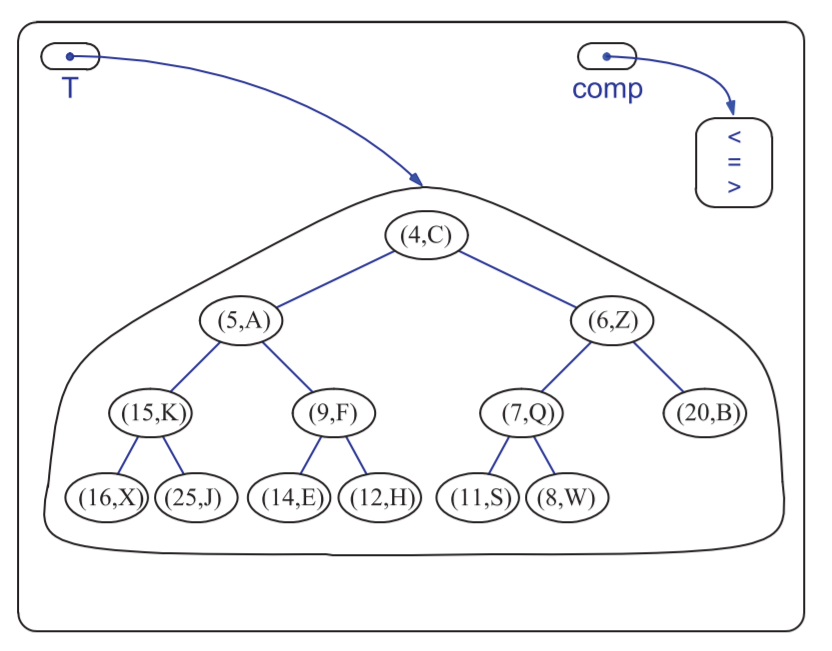 T comp
<
=
>
(4,C)
(5,A) (6,Z)
(15,K) (9,F) (7,Q) (20,B)
(16,X) (25,J) (14,E) (12,H) (11,S) (8,W)